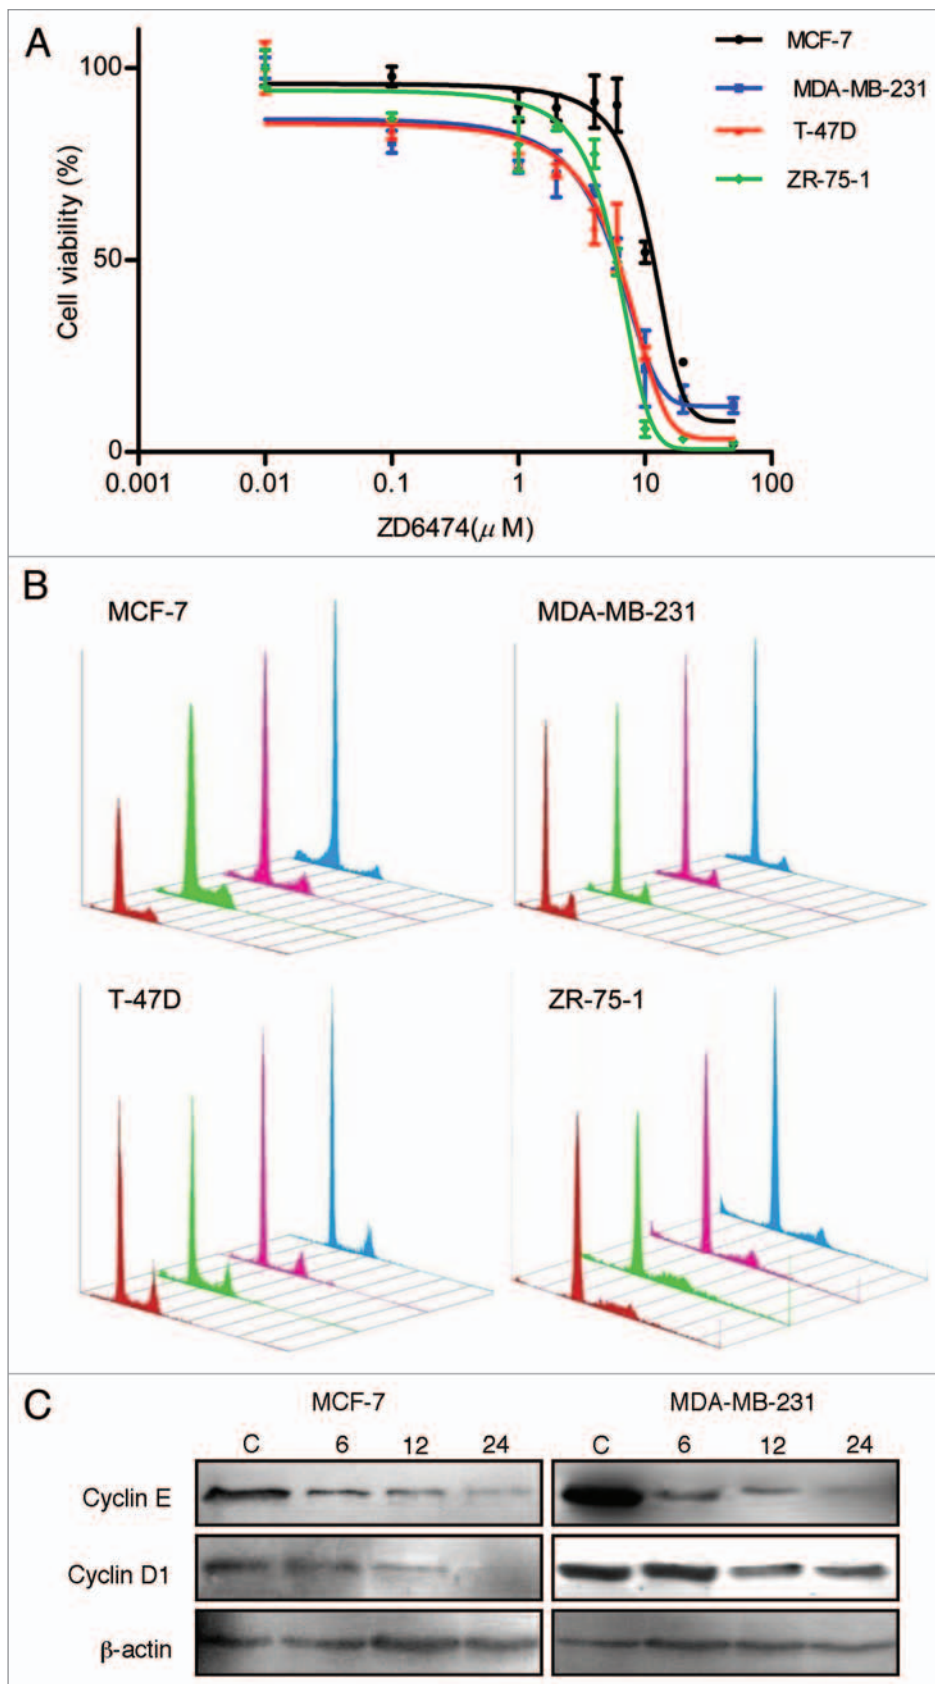 A
MCF-7
MDA-MB-231
T-47D
ZR-75-1
Cell viability (%)
100
50
0
0.001 0.01 0.1 1 10 100
ZD6474(μ M)
B
MCF-7 MDA-MB-231
T-47D ZR-75-1
C
MCF-7 MDA-MB-231
C 6 12 24 C 6 12 24
Cyclin E
Cyclin D1
β-actin